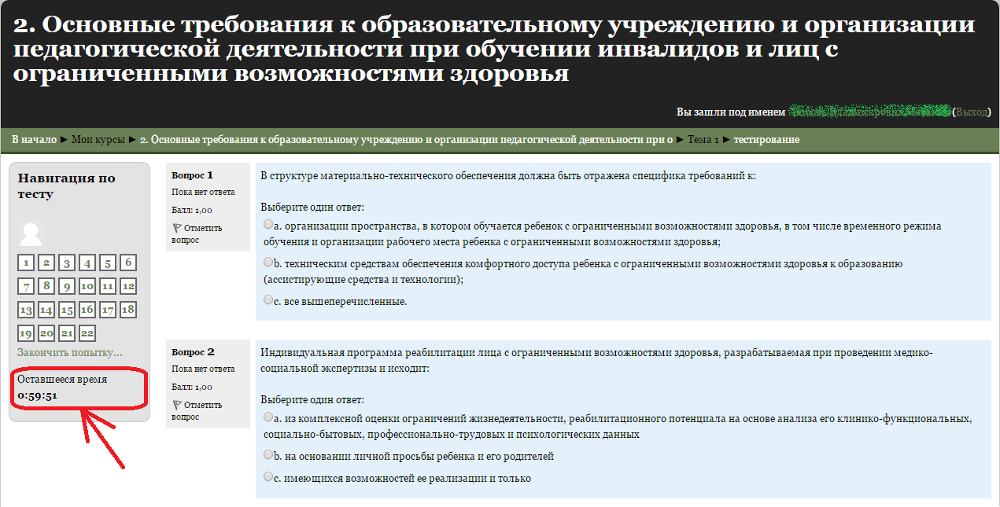 2. Основные требования к образовательному учреждению и организации
педагогической деятельности при обучении инвалидов и лиц с
ограниченными возможностями здоровья
Вы зашли под именем (Выход)
В начало ► Мои курсы ► 2. Основные требования к образовательному учреждению и организации педагогической деятельности при о ► Тема 1 ► тестирование
Навигация по
тесту
1 2 3 4 5 6
7 8 9 10 11 12
13 14 15 16 17 18
19 20 21 22
Закончить попытку...
Оставшееся время
0:59:51
Вопрос 1
Пока нет ответа
Балл: 1,00
Отметить
вопрос
В структуре материально-технического обеспечения должна быть отражена специфика требований к:
Выберите один ответ:
a. организации пространства, в котором обучается ребенок с ограниченными возможностями здоровья, в том числе временного режима
обучения и организации рабочего места ребенка с ограниченными возможностями здоровья;
b. техническим средствам обеспечения комфортного доступа ребенка с ограниченными возможностями здоровья к образованию
(ассистирующие средства и технологии);
c. все вышеперечисленные.
Вопрос 2
Пока нет ответа
Балл: 1,00
Отметить
вопрос
Индивидуальная программа реабилитации лица с ограниченными возможностями здоровья, разрабатываемая при проведении медико-
социальной экспертизы и исходит:
Выберите один ответ:
a. из комплексной оценки ограничений жизнедеятельности, реабилитационного потенциала на основе анализа его клинико-функциональных,
социально-бытовых, профессионально-трудовых и психологических данных
b. на основании личной просьбы ребенка и его родителей
c. имеющихся возможностей ее реализации и только